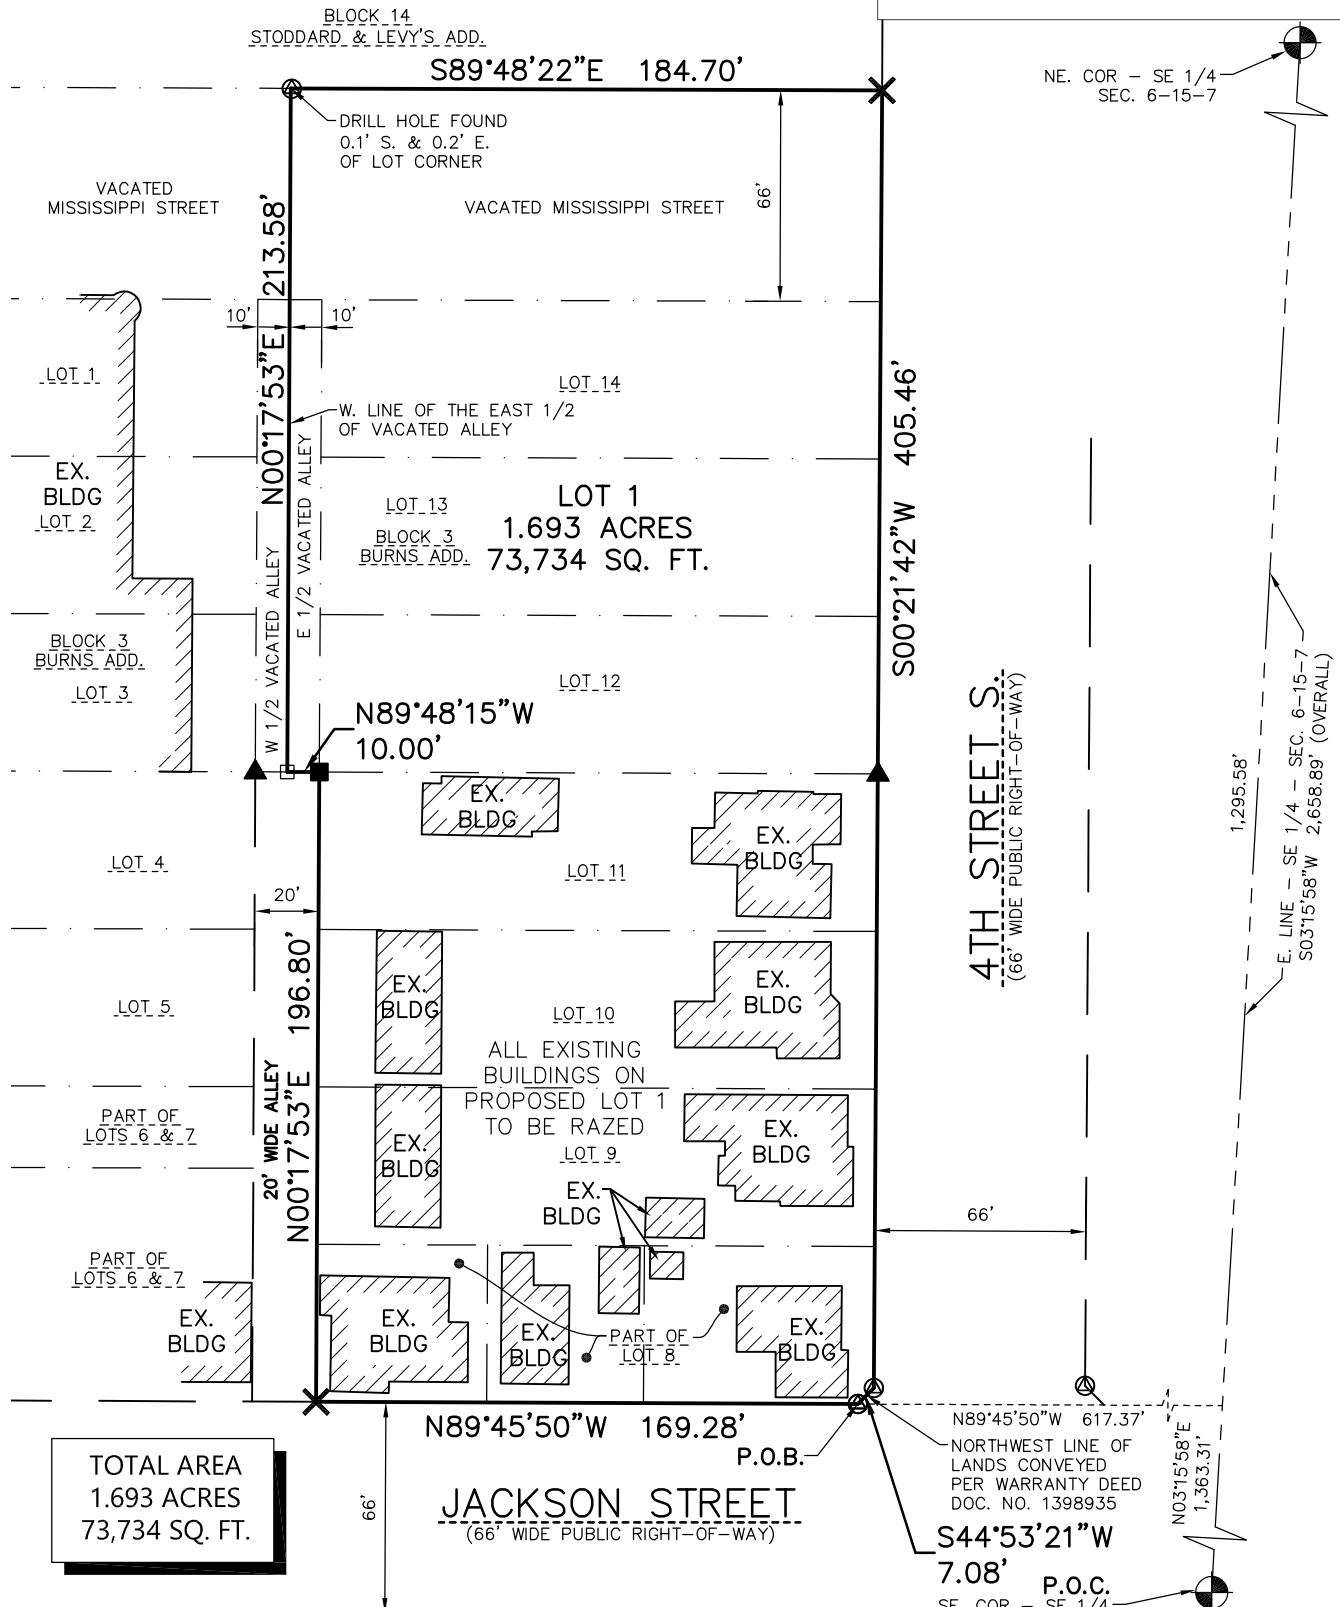 BLOCK 14
STODDARD & LEVY'S ADD.
S89°48'22"E 184.70'
NE. COR - SE 1/4
SEC. 6-15-7
DRILL HOLE FOUND
0.1' S. & 0.2' E.
OF LOT CORNER
VACATED
MISSISSIPPI STREET
VACATED MISSISSIPPI STREET
66'
N00°17'53"E 213.58'
10'
10'
LOT 1
LOT 14
W. LINE OF THE EAST 1/2
OF VACATED ALLEY
S00°21'42"W 405.46'
EX.
BLDG
LOT 2
LOT 13
BLOCK 3
BURNS ADD.
LOT 1
1.693 ACRES
73,734 SQ. FT.
W 1/2 VACATED ALLEY
E 1/2 VACATED ALLEY
BLOCK 3
BURNS ADD.
LOT 3
LOT 12
N89°48'15"W
10.00'
4TH STREET S.
(66' WIDE PUBLIC RIGHT-OF-WAY)
1,295.58'
E. LINE - SE 1/4 - SEC. 6-15-7
S03°15'58"W 2,658.89' (OVERALL)
EX.
BLDG
EX.
BLDG
LOT 4
LOT 11
20'
20' WIDE ALLEY
N00°17'53"E 196.80'
EX.
BLDG
EX.
BLDG
LOT 5
LOT 10
ALL EXISTING
BUILDINGS ON
PROPOSED LOT 1
TO BE RAZED
PART OF
LOTS 6 & 7
EX.
BLDG
EX.
BLDG
LOT 9
EX.
BLDG
66'
PART OF
LOTS 6 & 7
EX.
BLDG
EX.
BLDG
EX.
BLDG
PART OF
LOT 8
EX.
BLDG
N89°45'50"W 169.28'
P.O.B.
N89°45'50"W 617.37'
NORTHWEST LINE OF
LANDS CONVEYED
PER WARRANTY DEED
DOC. NO. 1398935
N03°15'58"E
1,363.31'
TOTAL AREA
1.693 ACRES
73,734 SQ. FT.
66'
JACKSON STREET
(66' WIDE PUBLIC RIGHT-OF-WAY)
S44°53'21"W
7.08'
P.O.C.
SE. COR - SE 1/4